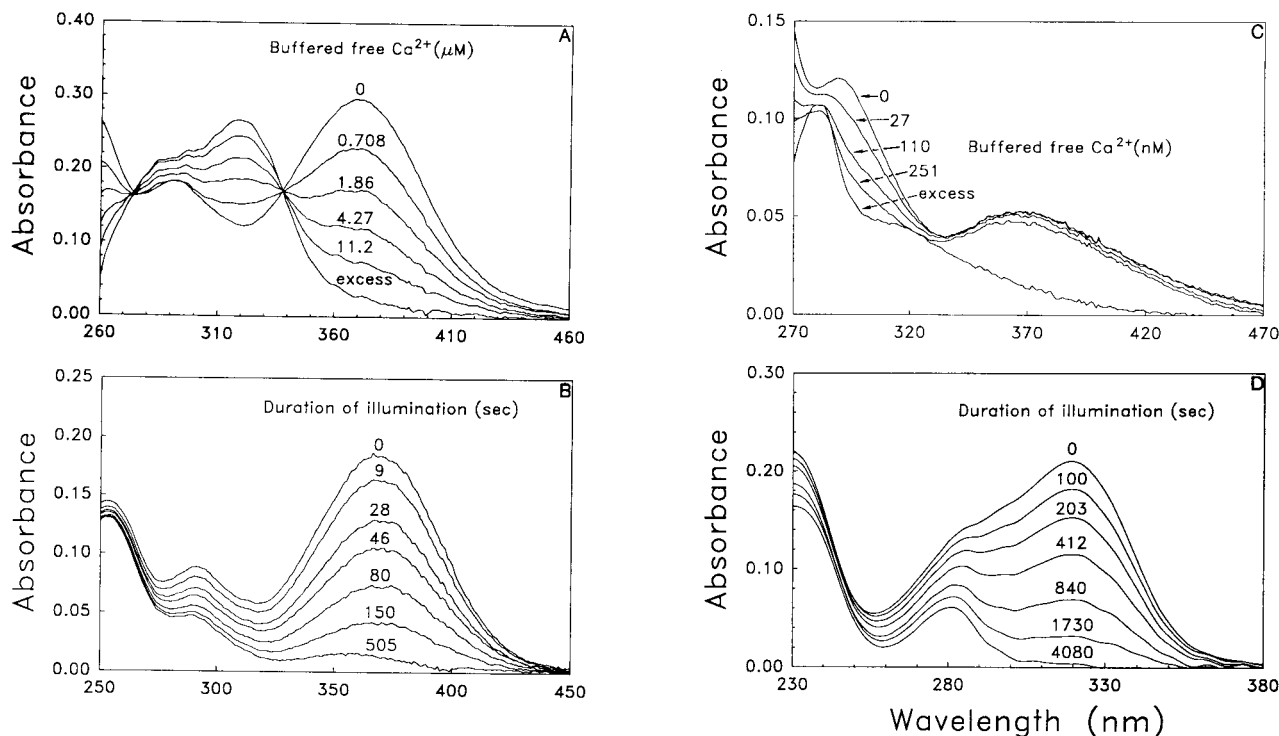 A
Buffered free Ca2+(μM)
Absorbance
0.40
0.30
0.20
0.10
0.00
0
0.708
1.86
4.27
11.2
excess
260 310 360 410 460
B
Duration of illumination (sec)
Absorbance
0.25
0.20
0.15
0.10
0.05
0.00
0
9
28
46
80
150
505
250 300 350 400 450
C
Absorbance
0.15
0.10
0.05
0.00
0
27
110
251
excess
Buffered free Ca2+(nM)
270 320 370 420 470
D
Duration of illumination (sec)
Absorbance
0.30
0.20
0.10
0.00
0
100
203
412
840
1730
4080
230 280 330 380
Wavelength (nm)